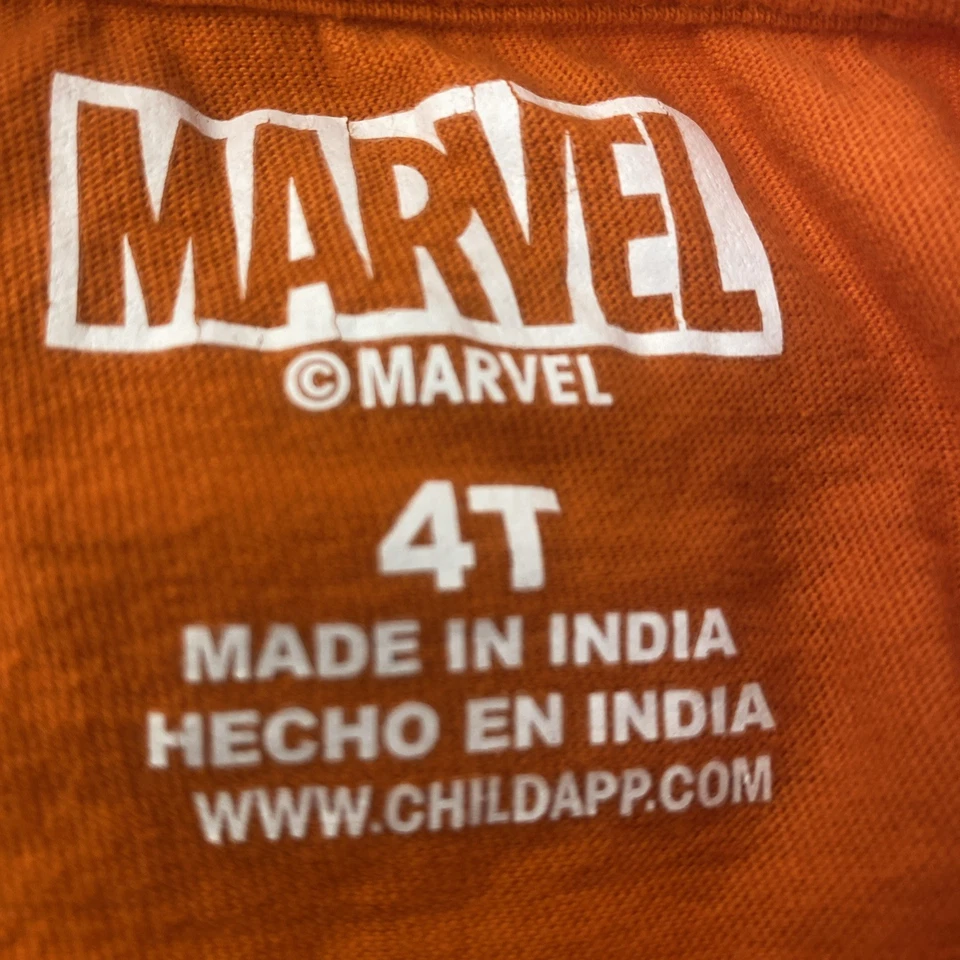 MARVEL
©MARVEL
4T
MADE IN INDIA
HECHO EN INDIA
WWW.CHILDAPP.COM